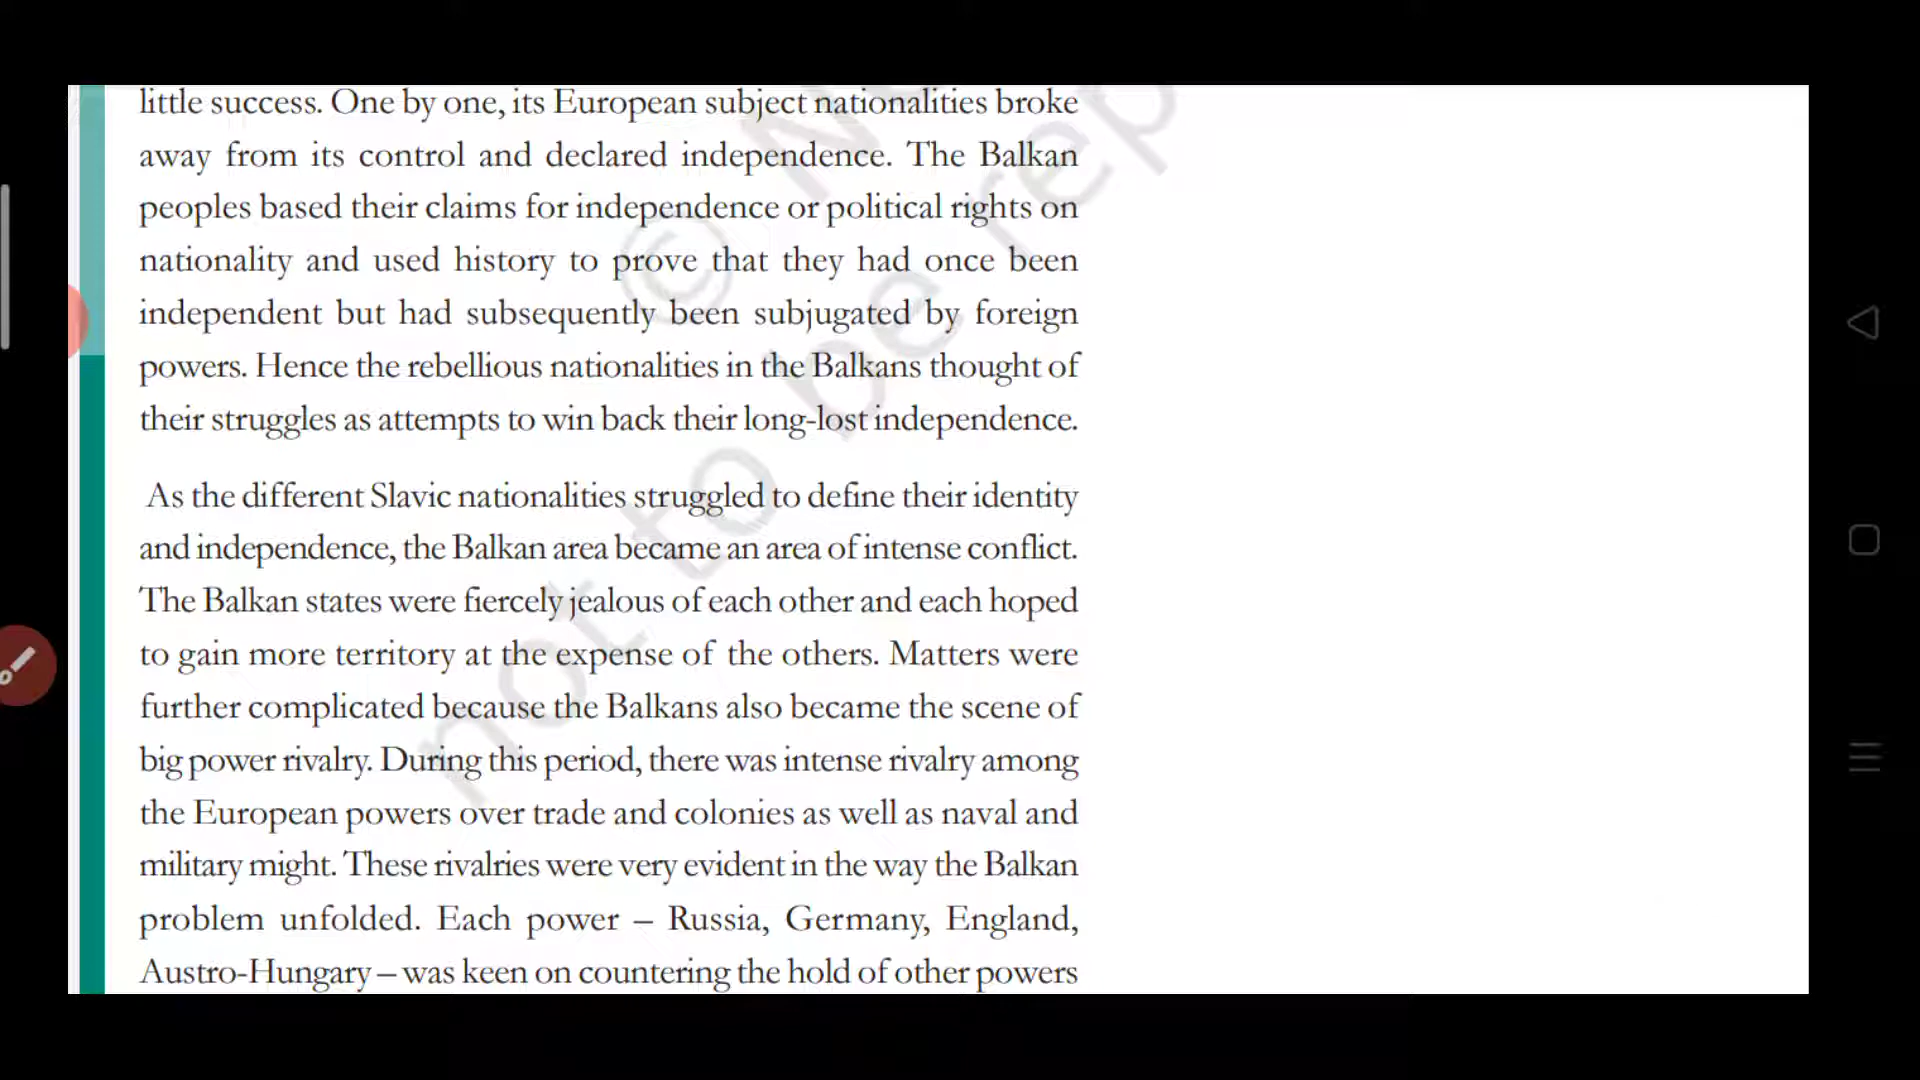 little success. One by one, its European subject nationalities broke
away from its control and declared independence. The Balkan
peoples based their claims for independence or political rights on
nationality and used history to prove that they had once been
independent but had subsequently been subjugated by foreign
powers. Hence the rebellious nationalities in the Balkans thought of
their struggles as attempts to win back their long-lost independence.
As the different Slavic nationalities struggled to define their identity
and independence, the Balkan area became an area of intense conflict.
The Balkan states were fiercely jealous of each other and each hoped
to gain more territory at the expense of the others. Matters were
further complicated because the Balkans also became the scene of
big power rivalry. During this period, there was intense rivalry among
the European powers over trade and colonies as well as naval and
military might. These rivalries were very evident in the way the Balkan
problem unfolded. Each power – Russia, Germany, England,
Austro-Hungary – was keen on countering the hold of other powers
© N
not to be rep